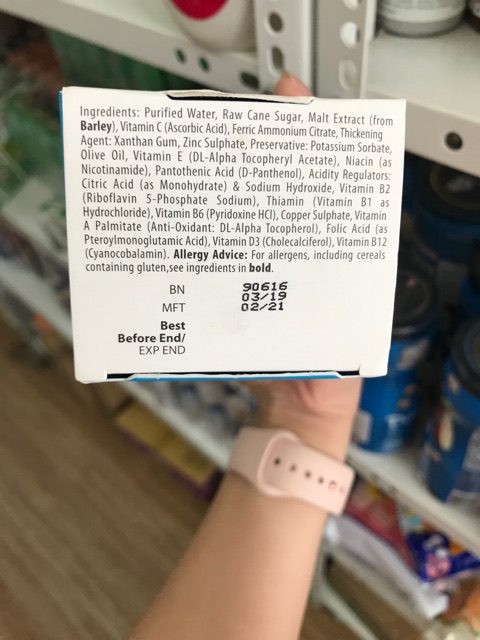 Ingredients: Purified Water, Raw Cane Sugar, Malt Extract (from
Barley), Vitamin C (Ascorbic Acid), Ferric Ammonium Citrate, Thickening
Agent: Xanthan Gum, Zinc Sulphate, Preservative: Potassium Sorbate,
Olive Oil, Vitamin E (DL-Alpha Tocopheryl Acetate), Niacin (as
Nicotinamide), Pantothenic Acid (D-Panthenol), Acidity Regulators:
Citric Acid (as Monohydrate) & Sodium Hydroxide, Vitamin B2
(Riboflavin 5-Phosphate Sodium), Thiamin (Vitamin B1 as
Hydrochloride), Vitamin B6 (Pyridoxine HCl), Copper Sulphate, Vitamin
A Palmitate (Anti-Oxidant: DL-Alpha Tocopherol), Folic Acid (as
Pteroylmonoglutamic Acid), Vitamin D3 (Cholecalciferol), Vitamin B12
(Cyanocobalamin). Allergy Advice: For allergens, including cereals
containing gluten,see ingredients in bold.
BN 90616
03/19
MFT 02/21
Best
Before End/
EXP END